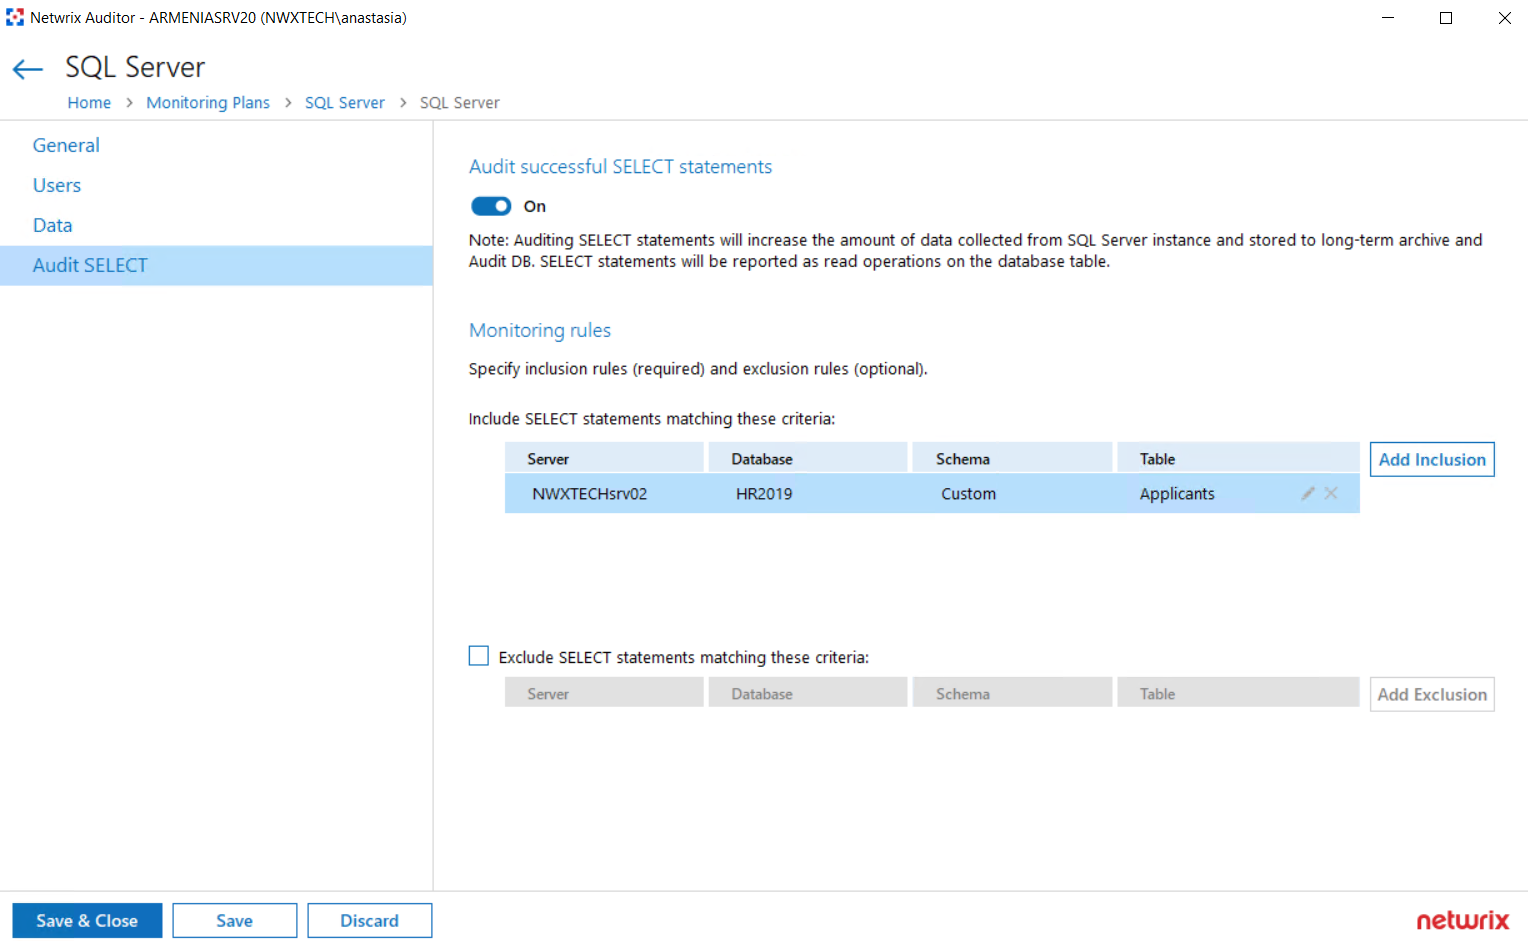 Netwrix Auditor - ARMENIASRV20 (NWXTECH\anastasia)
SQL Server
Home > Monitoring Plans > SQL Server > SQL Server
General
Users
Data
Audit SELECT
Audit successful SELECT statements
On
Note: Auditing SELECT statements will increase the amount of data collected from SQL Server instance and stored to long-term archive and
Audit DB. SELECT statements will be reported as read operations on the database table.
Monitoring rules
Specify inclusion rules (required) and exclusion rules (optional).
Include SELECT statements matching these criteria:
Server Database Schema Table Add Inclusion
NWXTECHsrv02 HR2019 Custom Applicants
Exclude SELECT statements matching these criteria:
Server Database Schema Table Add Exclusion
Save & Close Save Discard
netwrix